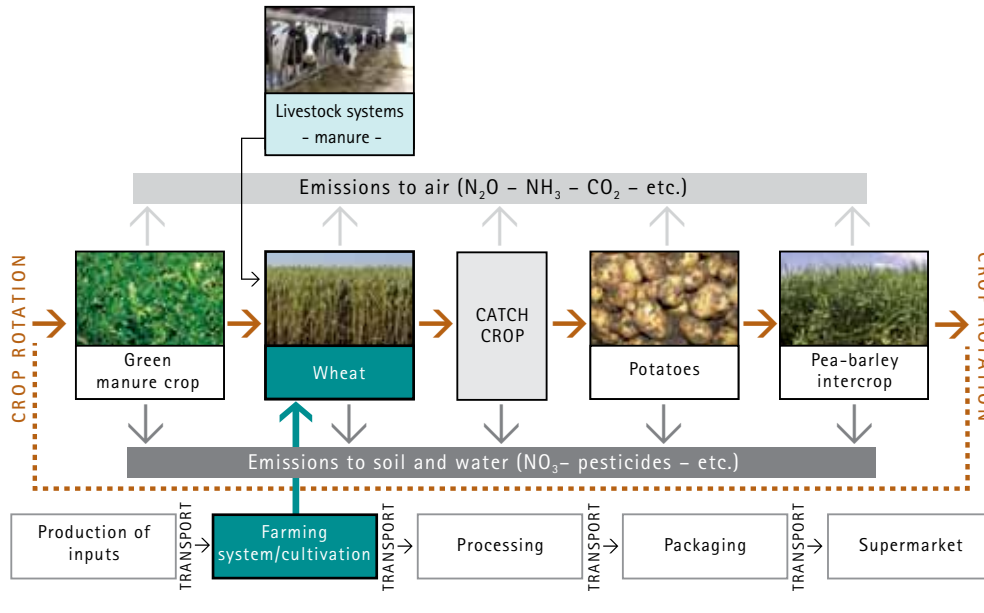 Livestock systems
- manure -
Emissions to air (N₂O – NH₃ – CO₂ – etc.)
CROP ROTATION
Green
manure crop
Wheat
CATCH
CROP
Potatoes
Pea-barley
intercrop
CROP ROTATION
Emissions to soil and water (NO₃– pesticides – etc.)
Production of
inputs
TRANSPORT
Farming
system/cultivation
TRANSPORT
Processing
TRANSPORT
Packaging
TRANSPORT
Supermarket